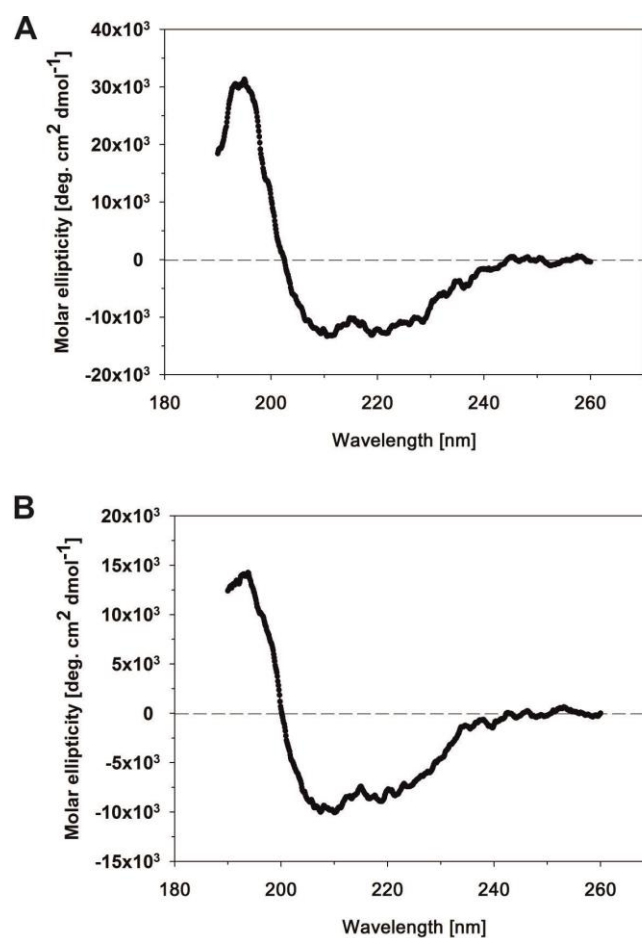 A
40x10³
30x10³
20x10³
10x10³
0
-10x10³
-20x10³
Molar ellipticity [deg. cm² dmol⁻¹]
180 200 220 240 260
Wavelength [nm]
B
20x10³
15x10³
10x10³
5x10³
0
-5x10³
-10x10³
-15x10³
Molar ellipticity [deg. cm² dmol⁻¹]
180 200 220 240 260
Wavelength [nm]